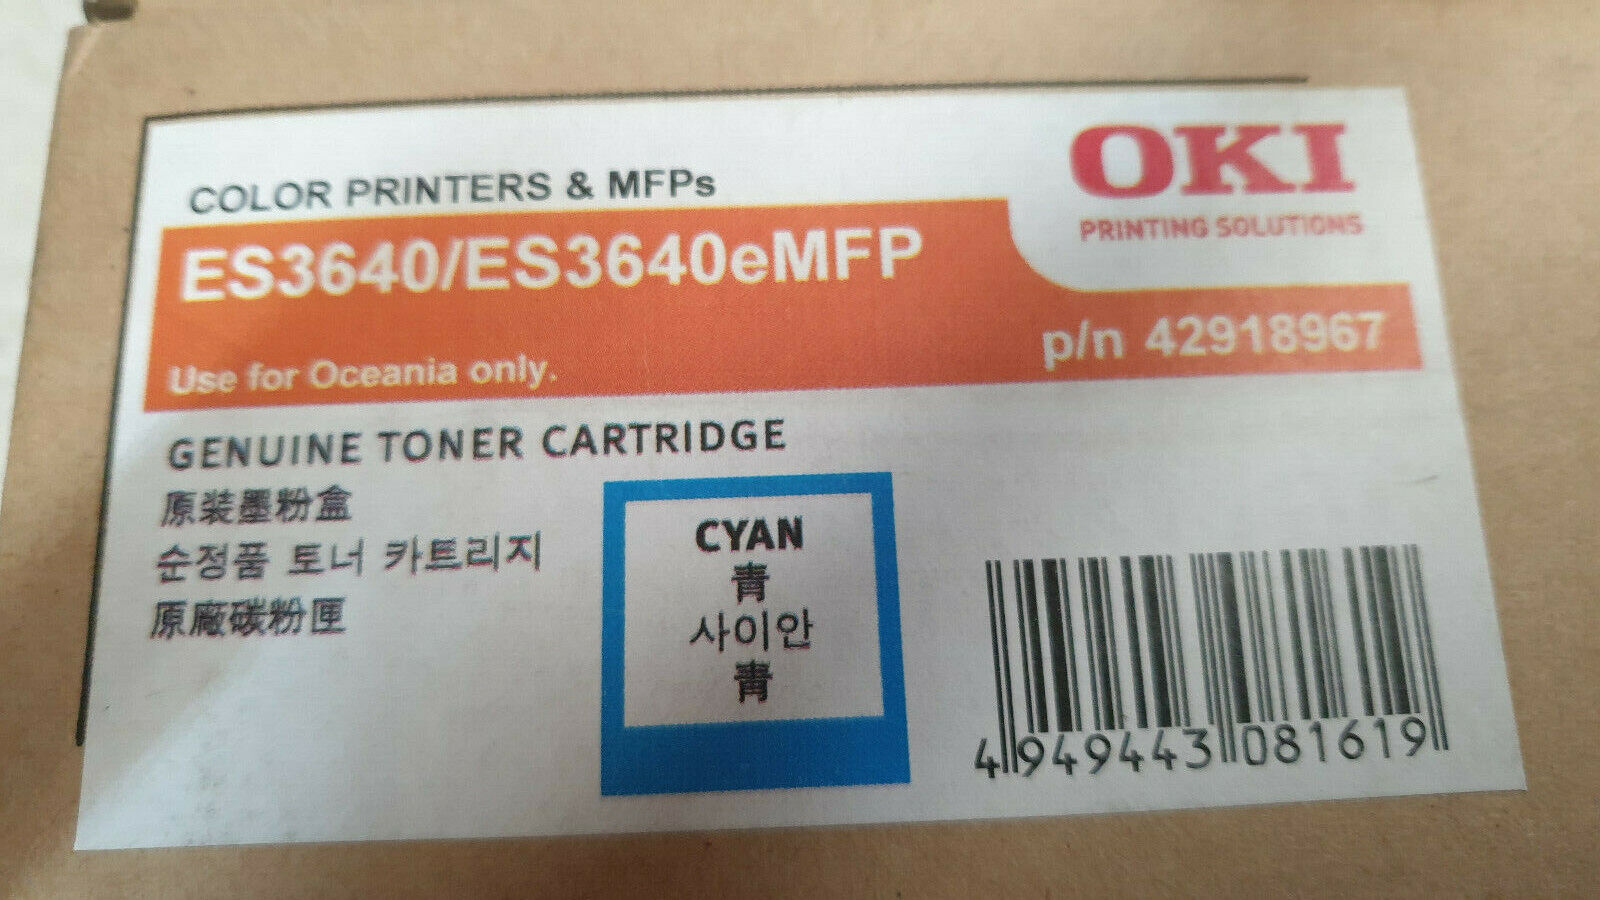 OKI
PRINTING SOLUTIONS
COLOR PRINTERS & MFPs
ES3640/ES3640eMFP
p/n 42918967
Use for Oceania only.
GENUINE TONER CARTRIDGE
原装墨粉盒
순정품 토너 카트리지
原廠碳粉匣
CYAN
青
사이안
青
4 949443 081619